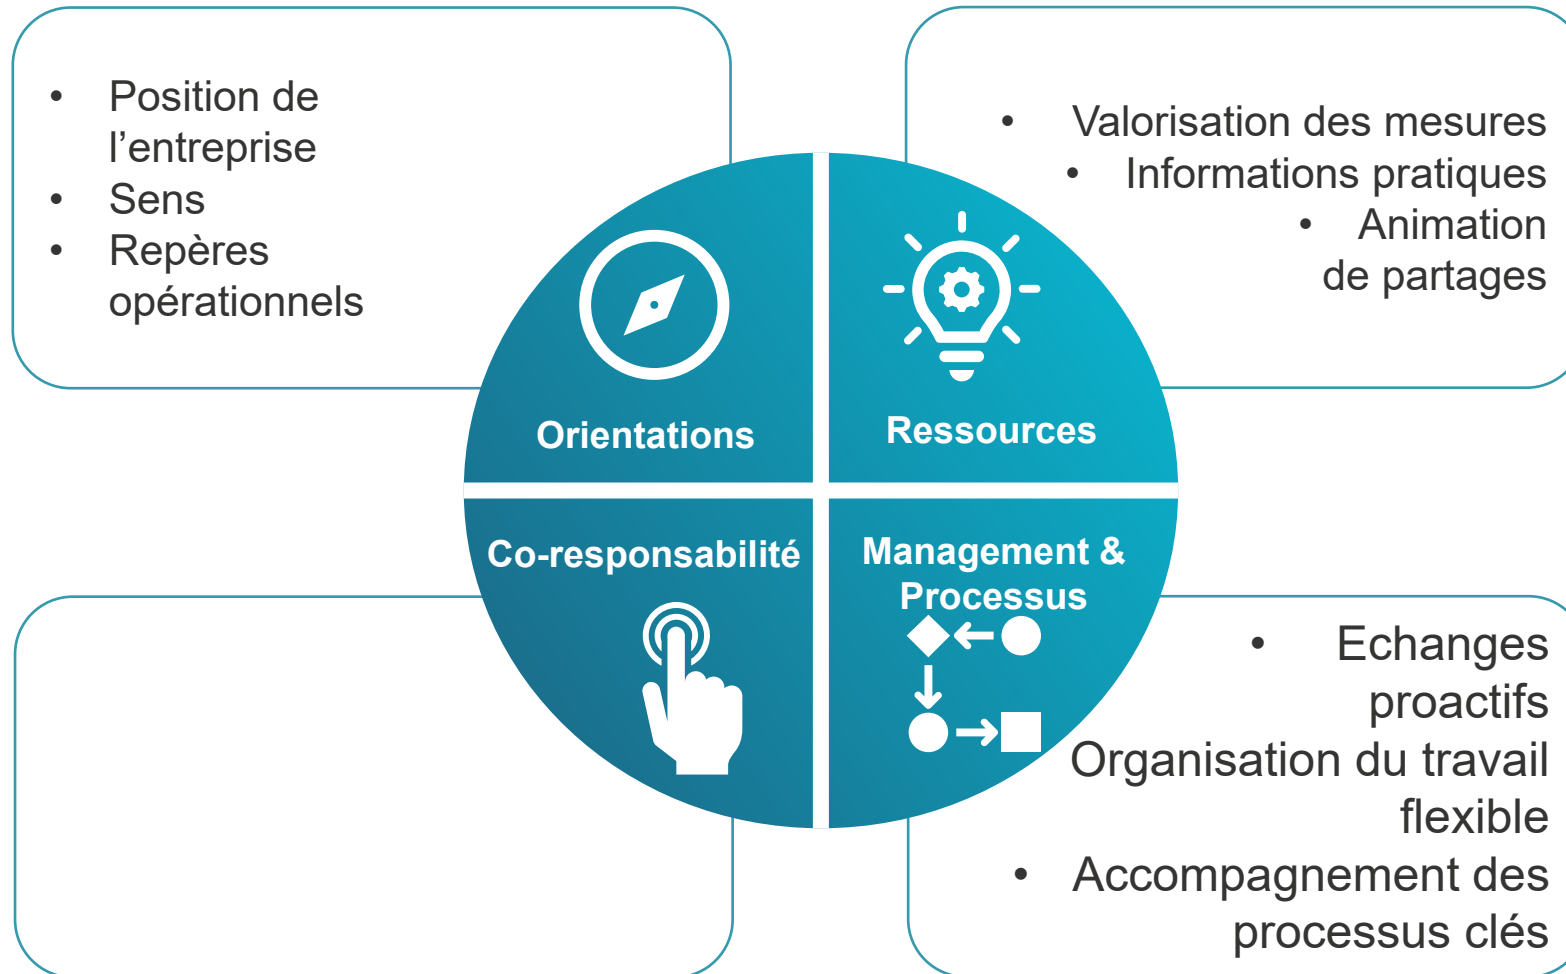 • Position de
l’entreprise
• Sens
• Repères
opérationnels
• Valorisation des mesures
• Informations pratiques
• Animation
de partages
Orientations
Ressources
Co-responsabilité
Management &
Processus
• Echanges
proactifs
Organisation du travail
flexible
• Accompagnement des
processus clés